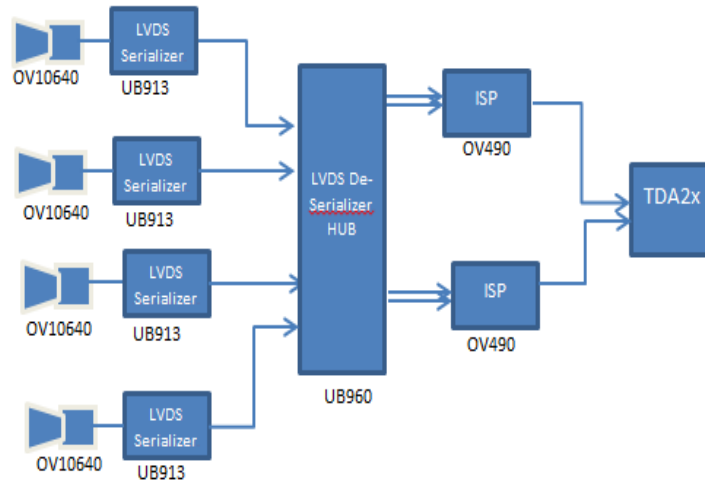 LVDS
Serializer
OV10640
UB913
LVDS
Serializer
OV10640
UB913
LVDS
Serializer
OV10640
UB913
LVDS
Serializer
OV10640
UB913
LVDS De-
Serializer
HUB
UB960
ISP
OV490
ISP
OV490
TDA2x